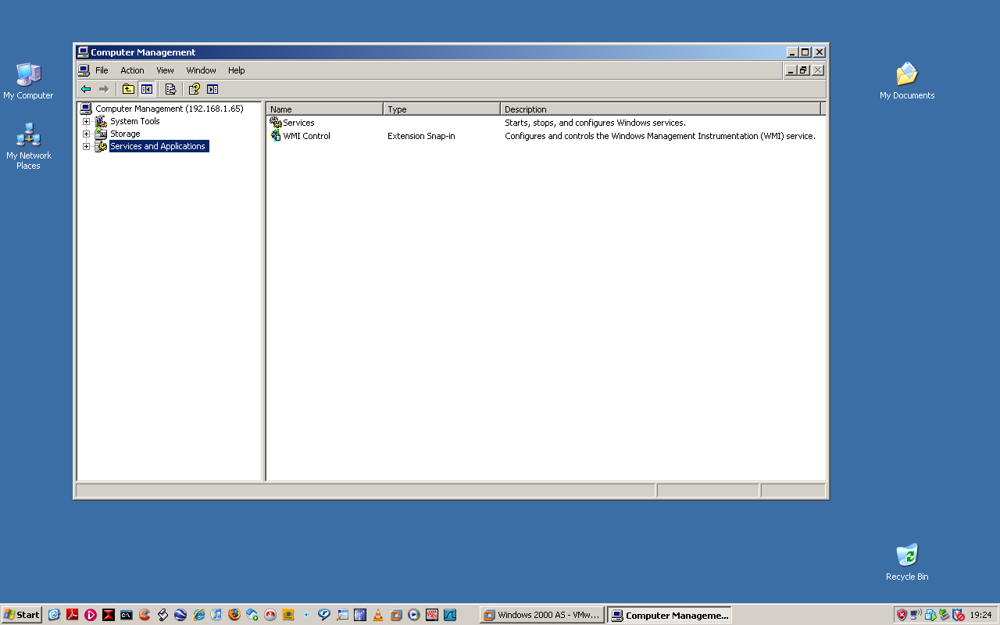 Computer Management
File Action View Window Help
Computer Management (192.168.1.65)
System Tools
Storage
Services and Applications
Name Type Description
Services Starts, stops, and configures Windows services.
WMI Control Extension Snap-in Configures and controls the Windows Management Instrumentation (WMI) service.
My Computer
My Network
Places
My Documents
Recycle Bin
Start
C:\
Windows 2000 AS - VMw...
Computer Manageme...
19:24